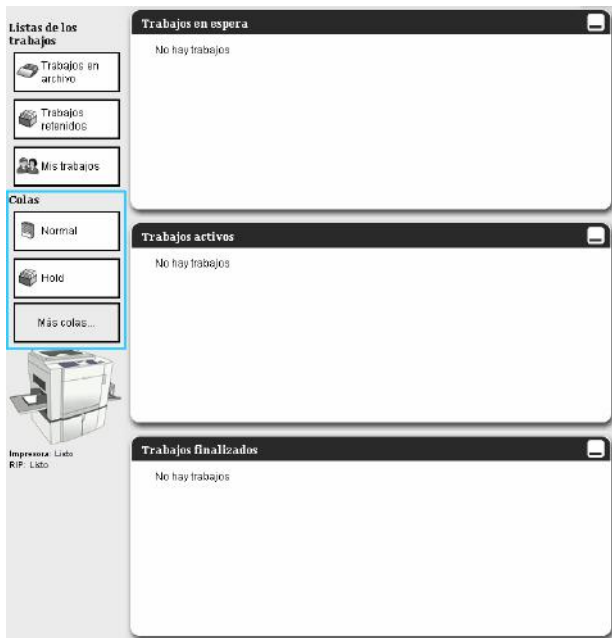 Listas de los
trabajos
Trabajos en
archivo
Trabajos
retenidos
Mis trabajos
Colas
Normal
Hold
Más colas...
Impresora: Listo
RIP: Listo
Trabajos en espera
No hay trabajos
Trabajos activos
No hay trabajos
Trabajos finalizados
No hay trabajos